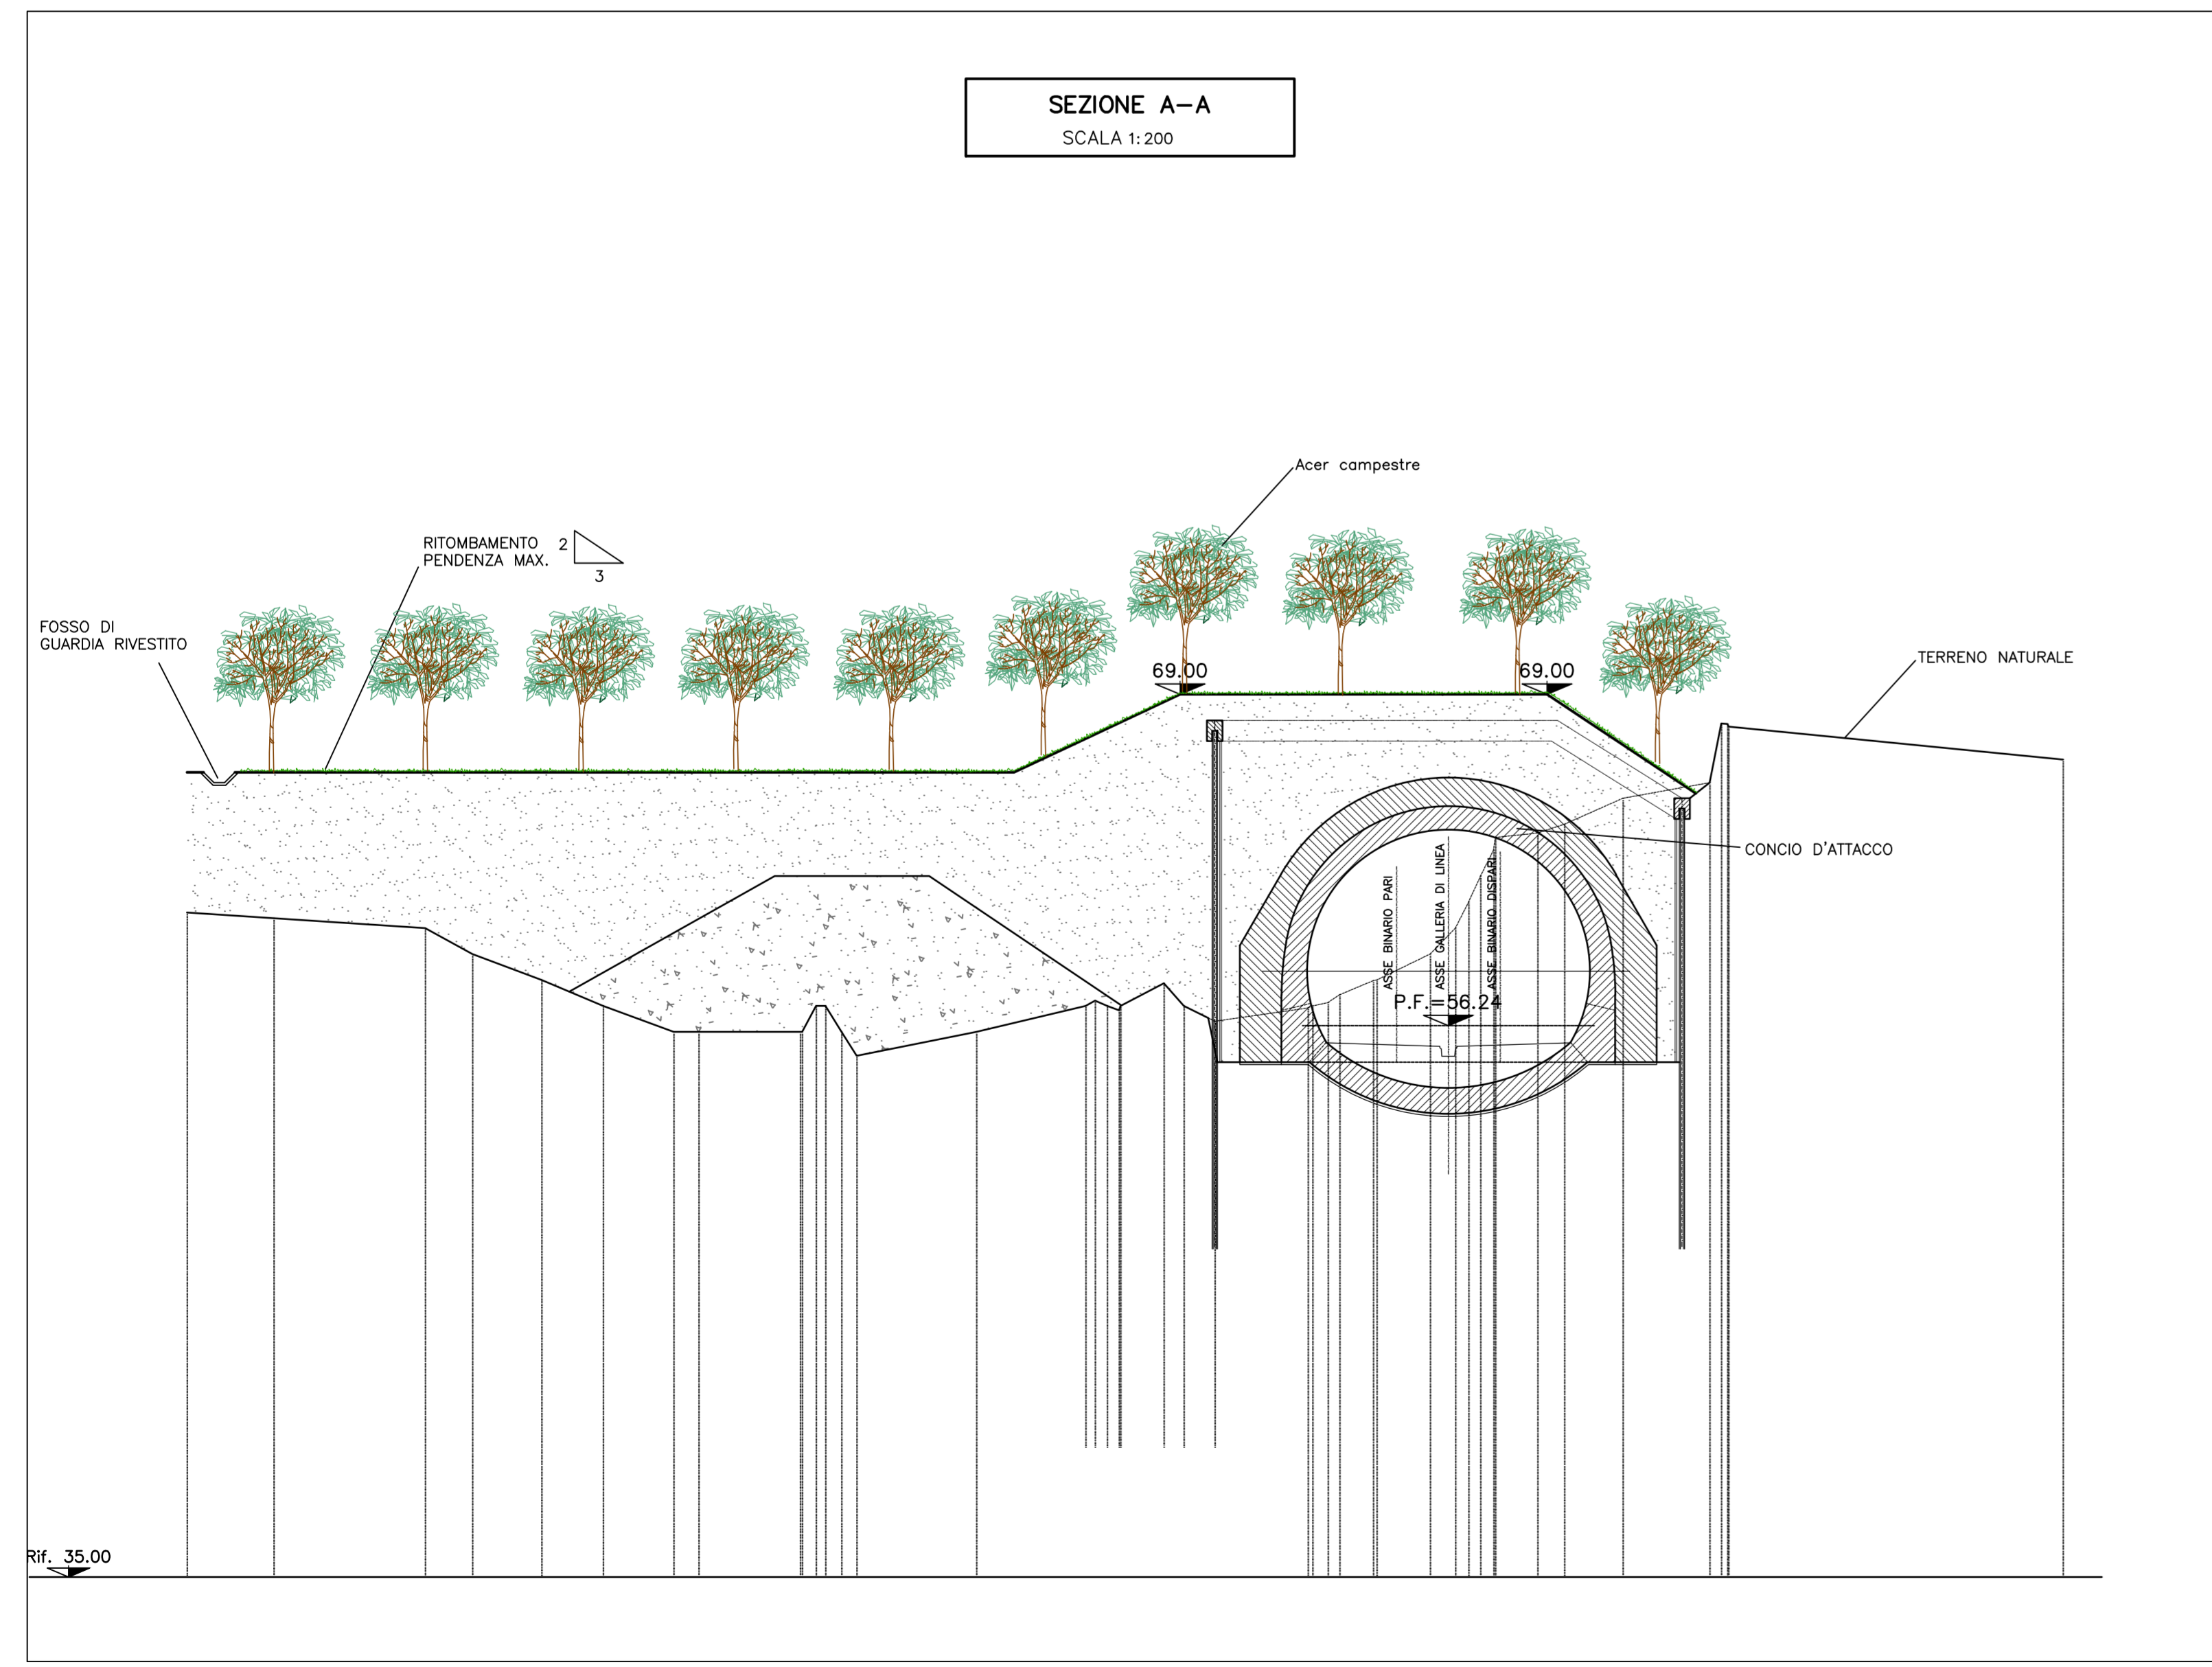 SEZIONE A-A
SCALA 1:200
Acer campestre
RITOMBAMENTO
PENDENZA MAX.
2
3
FOSSO DI
GUARDIA RIVESTITO
69.00
69.00
TERRENO NATURALE
CONCIO D'ATTACCO
ASSE BINARIO PARI
ASSE GALLERIA DI LINEA
ASSE BINARIO DISPARI
P.F.=56.24
Rif. 35.00